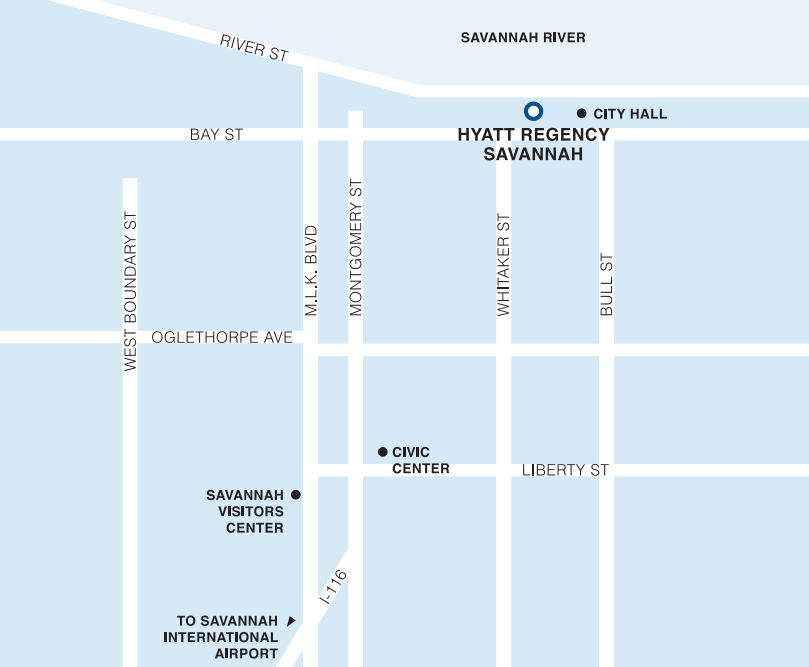 SAVANNAH RIVER
RIVER ST
CITY HALL
BAY ST
HYATT REGENCY
SAVANNAH
WEST BOUNDARY ST
M.L.K. BLVD
MONTGOMERY ST
WHITAKER ST
BULL ST
OGLETHORPE AVE
CIVIC
CENTER
LIBERTY ST
SAVANNAH
VISITORS
CENTER
I-116
TO SAVANNAH
INTERNATIONAL
AIRPORT